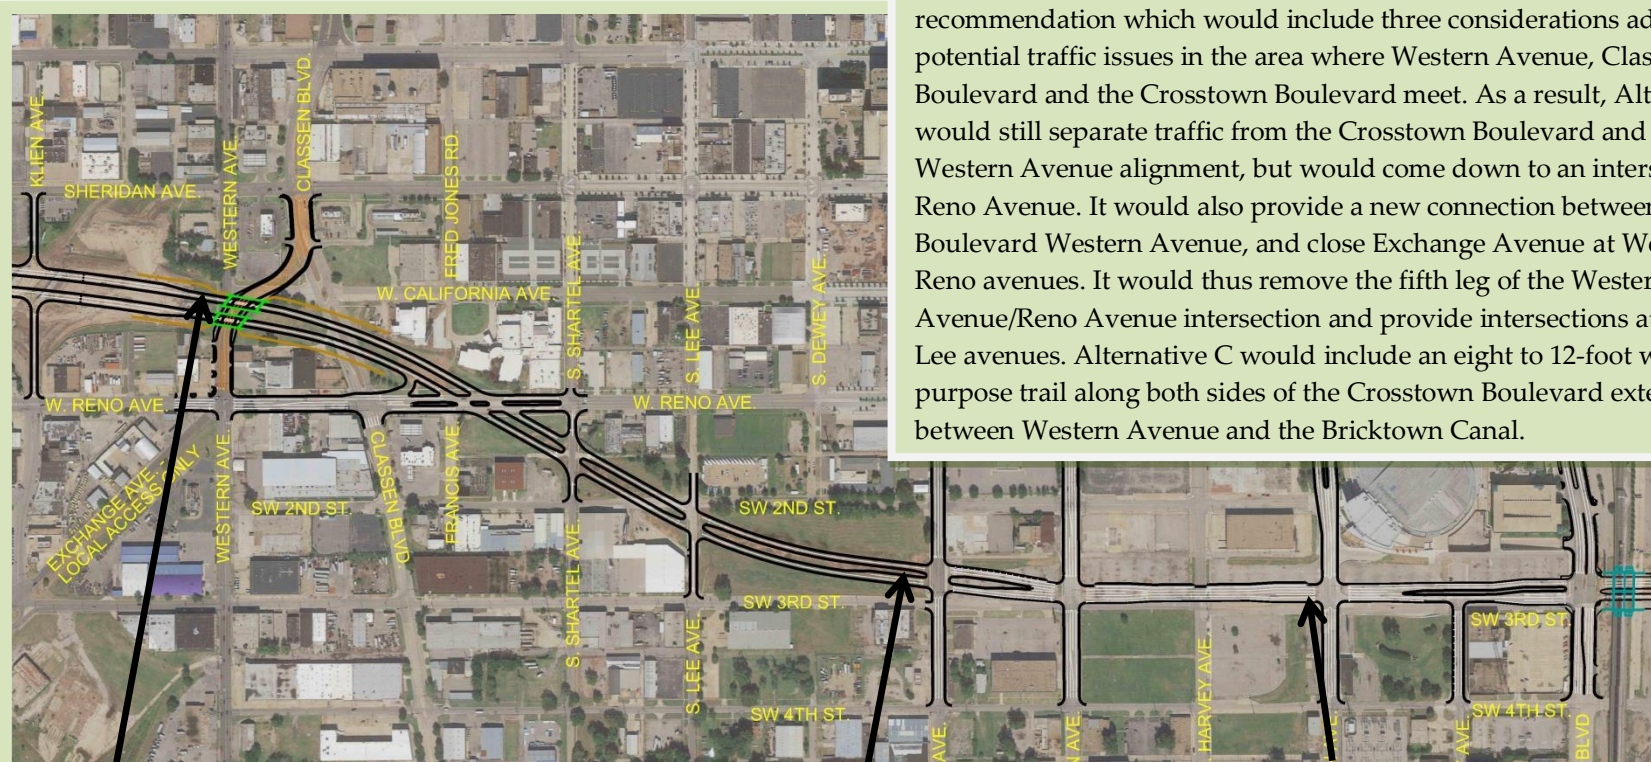 recommendation which would include three considerations ad
potential traffic issues in the area where Western Avenue, Clas
Boulevard and the Crosstown Boulevard meet. As a result, Alt
would still separate traffic from the Crosstown Boulevard and
Western Avenue alignment, but would come down to an inters
Reno Avenue. It would also provide a new connection between
Boulevard Western Avenue, and close Exchange Avenue at We
Reno avenues. It would thus remove the fifth leg of the Wester
Avenue/Reno Avenue intersection and provide intersections a
Lee avenues. Alternative C would include an eight to 12-foot w
purpose trail along both sides of the Crosstown Boulevard exte
between Western Avenue and the Bricktown Canal.
KLIEN AVE.
SHERIDAN AVE.
WESTERN AVE.
CLASSEN BLVD.
FRED JONES RD.
W. CALIFORNIA AVE.
S. SHARTEL AVE.
S. LEE AVE.
S. DEWEY AVE.
W. RENO AVE.
W. RENO AVE.
EXCHANGE AVE. -
LOCAL ACCESS ONLY
WESTERN AVE.
SW 2ND ST.
CLASSEN BLVD
FRANCIS AVE.
SW 2ND ST.
S. SHARTEL AVE.
S. LEE AVE.
SW 3RD ST.
SW 3RD ST.
SW 4TH ST.
SW 4TH ST.
AVE.
N AVE.
HARVEY AVE.
AVE.
AVE.
BLVD